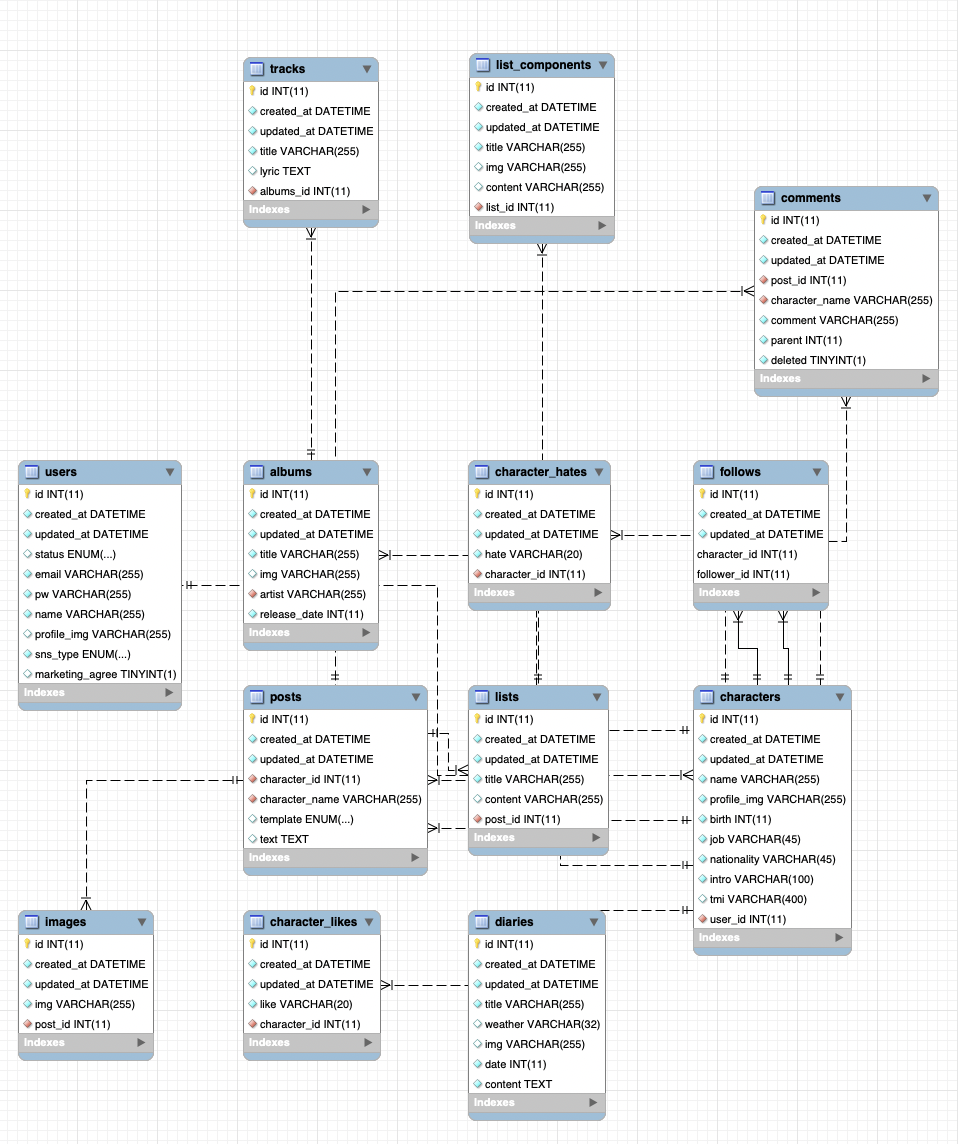 tracks
id INT(11)
created_at DATETIME
updated_at DATETIME
title VARCHAR(255)
lyric TEXT
albums_id INT(11)
Indexes
list_components
id INT(11)
created_at DATETIME
updated_at DATETIME
title VARCHAR(255)
img VARCHAR(255)
content VARCHAR(255)
list_id INT(11)
Indexes
comments
id INT(11)
created_at DATETIME
updated_at DATETIME
post_id INT(11)
character_name VARCHAR(255)
comment VARCHAR(255)
parent INT(11)
deleted TINYINT(1)
Indexes
users
id INT(11)
created_at DATETIME
updated_at DATETIME
status ENUM(...)
email VARCHAR(255)
pw VARCHAR(255)
name VARCHAR(255)
profile_img VARCHAR(255)
sns_type ENUM(...)
marketing_agree TINYINT(1)
Indexes
albums
id INT(11)
created_at DATETIME
updated_at DATETIME
title VARCHAR(255)
img VARCHAR(255)
artist VARCHAR(255)
release_date INT(11)
Indexes
character_hates
id INT(11)
created_at DATETIME
updated_at DATETIME
hate VARCHAR(20)
character_id INT(11)
Indexes
follows
id INT(11)
created_at DATETIME
updated_at DATETIME
character_id INT(11)
follower_id INT(11)
Indexes
posts
id INT(11)
created_at DATETIME
updated_at DATETIME
character_id INT(11)
character_name VARCHAR(255)
template ENUM(...)
text TEXT
Indexes
lists
id INT(11)
created_at DATETIME
updated_at DATETIME
title VARCHAR(255)
content VARCHAR(255)
post_id INT(11)
Indexes
characters
id INT(11)
created_at DATETIME
updated_at DATETIME
name VARCHAR(255)
profile_img VARCHAR(255)
birth INT(11)
job VARCHAR(45)
nationality VARCHAR(45)
intro VARCHAR(100)
tmi VARCHAR(400)
user_id INT(11)
Indexes
images
id INT(11)
created_at DATETIME
updated_at DATETIME
img VARCHAR(255)
post_id INT(11)
Indexes
character_likes
id INT(11)
created_at DATETIME
updated_at DATETIME
like VARCHAR(20)
character_id INT(11)
Indexes
diaries
id INT(11)
created_at DATETIME
updated_at DATETIME
title VARCHAR(255)
weather VARCHAR(32)
img VARCHAR(255)
date INT(11)
content TEXT
Indexes